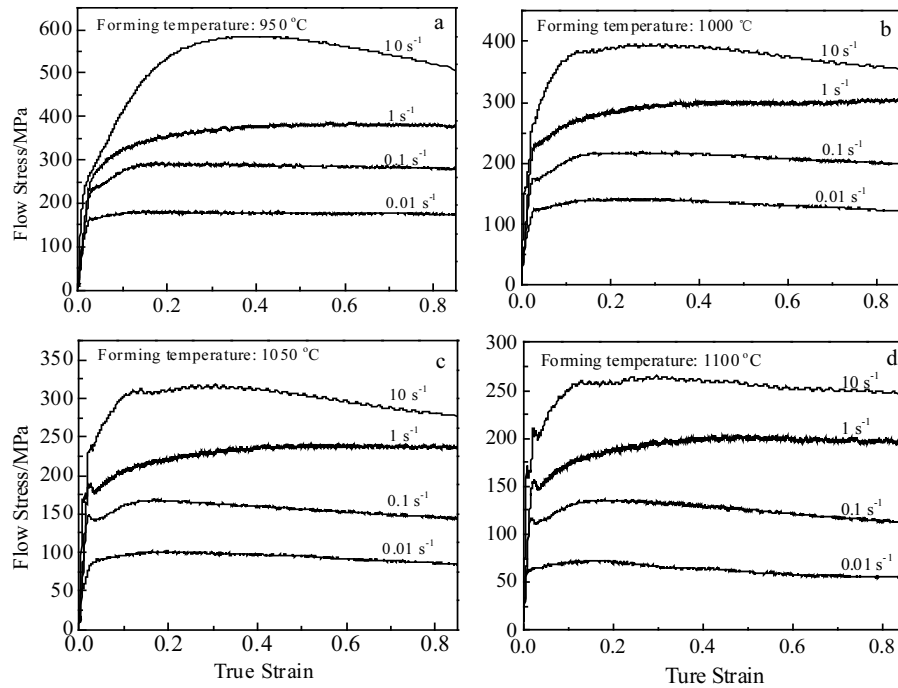 Forming temperature: 950 °C
a
10 s-1
1 s-1
0.1 s-1
0.01 s-1
600
500
400
300
200
100
0
0.0 0.2 0.4 0.6 0.8
Flow Stress/MPa
Forming temperature: 1000 ℃
b
10 s-1
1 s-1
0.1 s-1
0.01 s-1
400
300
200
100
0
0.0 0.2 0.4 0.6 0.8
Forming temperature: 1050 °C
c
10 s-1
1 s-1
0.1 s-1
0.01 s-1
350
300
250
200
150
100
50
0
0.0 0.2 0.4 0.6 0.8
Flow Stress/MPa
True Strain
Forming temperature: 1100 °C
d
10 s-1
1 s-1
0.1 s-1
0.01 s-1
300
250
200
150
100
50
0
0.0 0.2 0.4 0.6 0.8
Ture Strain